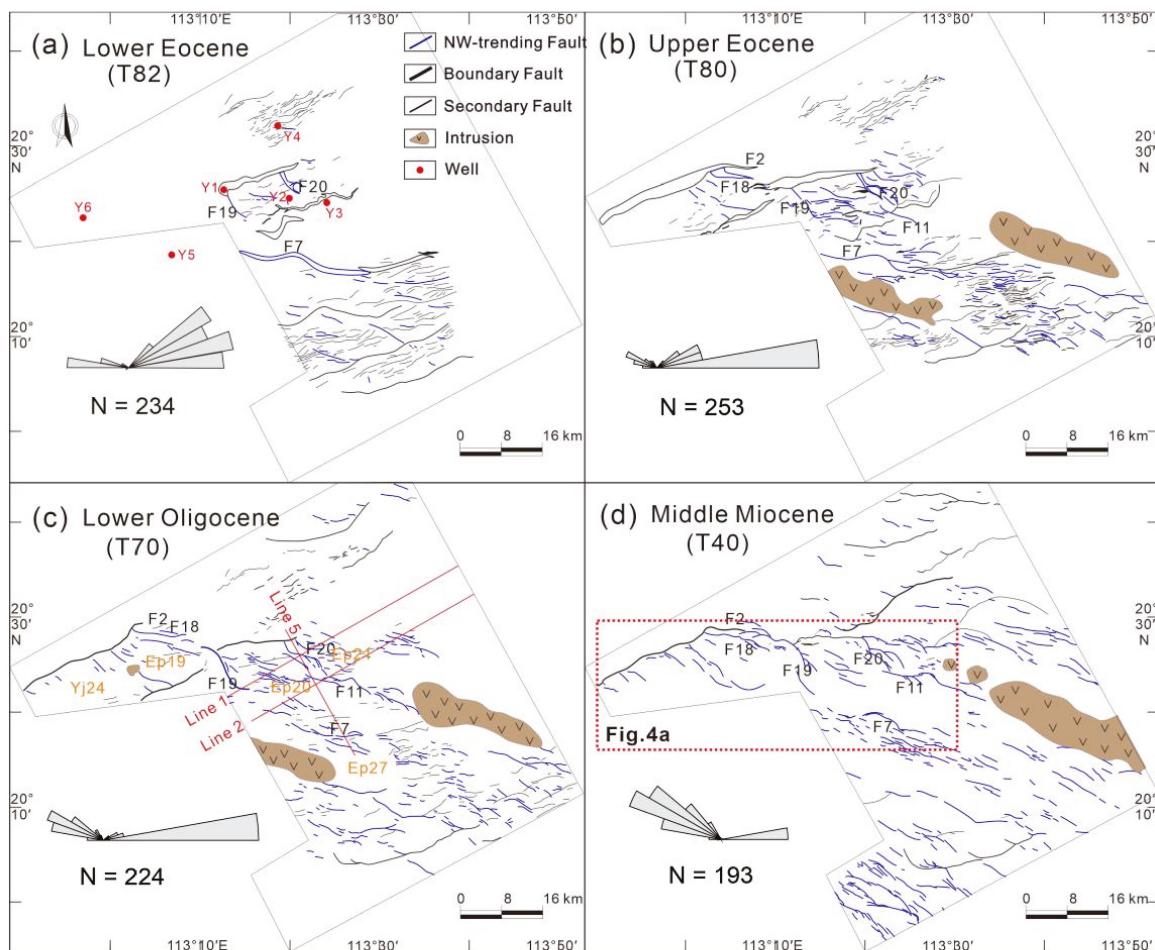 113°10′
113°30′
113°50′
113°10′
113°30′
113°50′
(a) Lower Eocene
(T82)
NW-trending Fault
Boundary Fault
Secondary Fault
Intrusion
Well
20°
30′
N
Y4
Y1
F20
Y2
Y3
F19
Y6
Y5
F7
20°
10′
N = 234
0 8 16 km
(b) Upper Eocene
(T80)
20°
30′
N
F2
F18
F20
F19
F11
F7
20°
10′
N = 253
0 8 16 km
(c) Lower Oligocene
(T70)
20°
30′
N
F2
F18
Line 5
F20
Ep19
Ep24
Yj24
F19
Ep20
F11
Line 1
Line 2
F7
Ep27
20°
10′
N = 224
0 8 16 km
(d) Middle Miocene
(T40)
20°
30′
N
F2
F18
F20
F19
F11
F7
Fig.4a
20°
10′
N = 193
0 8 16 km
113°10′
113°30′
113°50′
113°10′
113°30′
113°50′